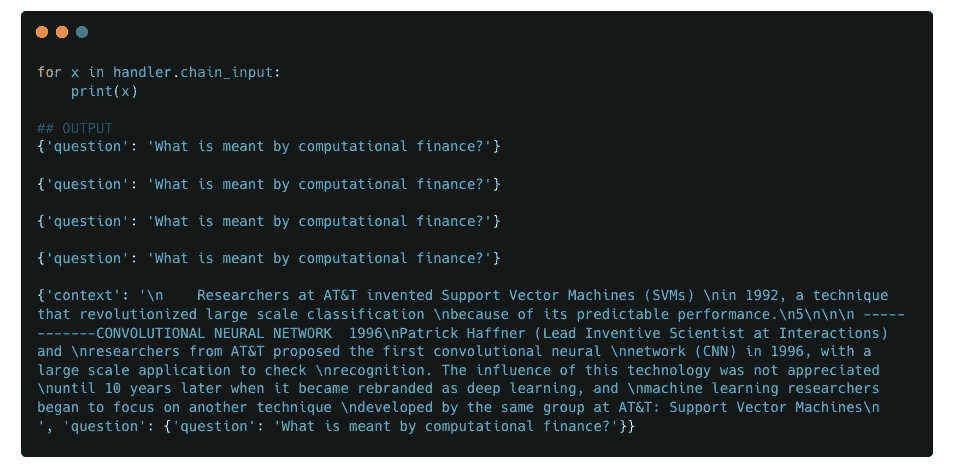 for x in handler.chain_input:
    print(x)
## OUTPUT
{'question': 'What is meant by computational finance?'}
{'question': 'What is meant by computational finance?'}
{'question': 'What is meant by computational finance?'}
{'question': 'What is meant by computational finance?'}
{'context': '\n    Researchers at AT&T invented Support Vector Machines (SVMs) \nin 1992, a technique
that revolutionized large scale classification \nbecause of its predictable performance.\n5\n\n\n -----
-----------CONVOLUTIONAL NEURAL NETWORK  1996\nPatrick Haffner (Lead Inventive Scientist at Interactions)
and \nresearchers from AT&T proposed the first convolutional neural \nnetwork (CNN) in 1996, with a
large scale application to check \nrecognition. The influence of this technology was not appreciated
\nuntil 10 years later when it became rebranded as deep learning, and \nmachine learning researchers
began to focus on another technique \ndeveloped by the same group at AT&T: Support Vector Machines\n
', 'question': {'question': 'What is meant by computational finance?'}}